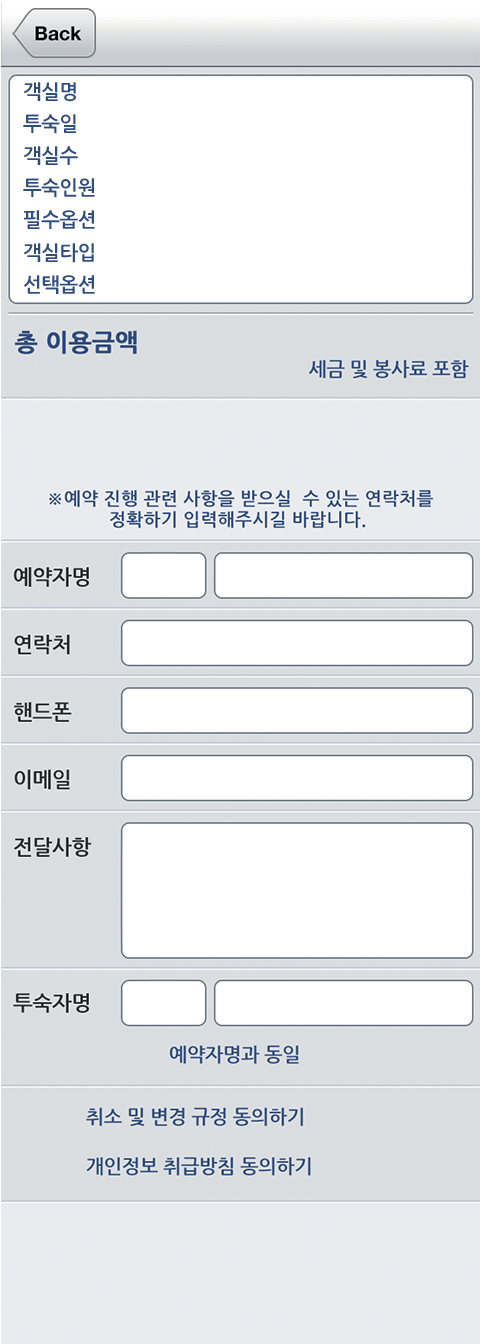 Back
객실명
투숙일
객실수
투숙인원
필수옵션
객실타입
선택옵션
총 이용금액
세금 및 봉사료 포함
※예약 진행 관련 사항을 받으실 수 있는 연락처를
정확하기 입력해주시길 바랍니다.
예약자명
연락처
핸드폰
이메일
전달사항
투숙자명
예약자명과 동일
취소 및 변경 규정 동의하기
개인정보 취급방침 동의하기